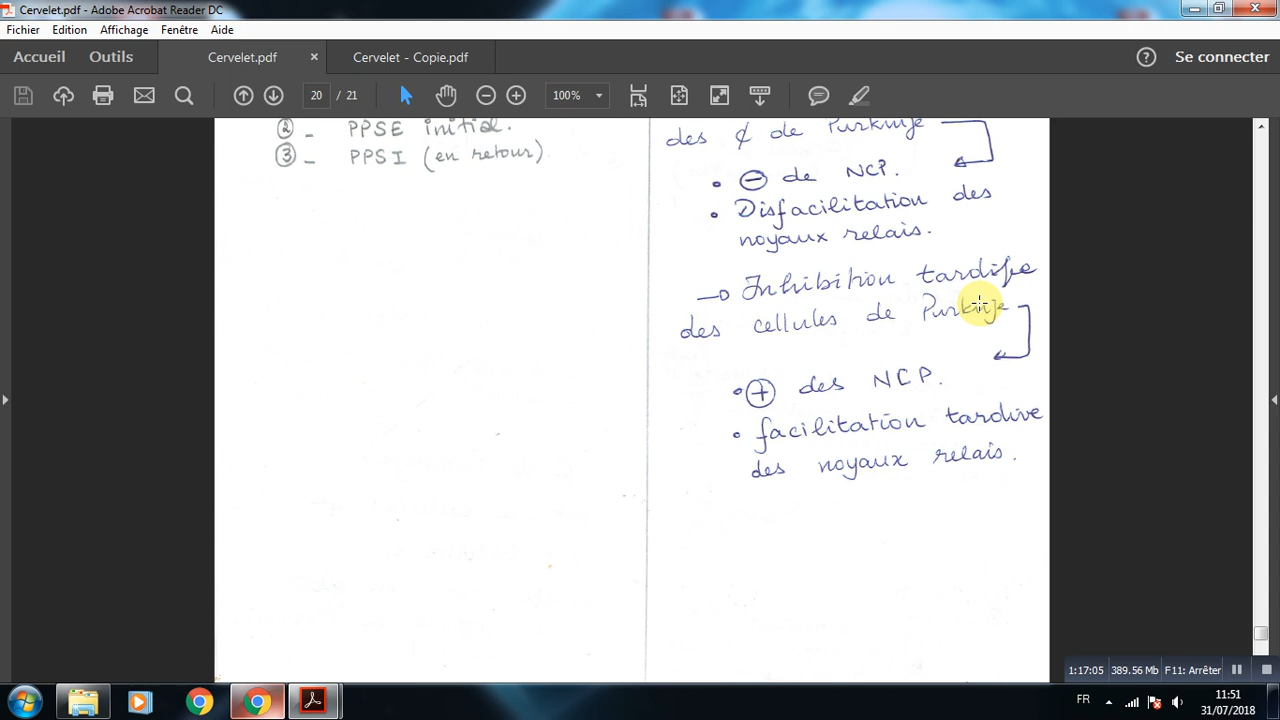 Cervelet.pdf - Adobe Acrobat Reader DC
Fichier Edition Affichage Fenêtre Aide
Accueil Outils Cervelet.pdf × Cervelet - Copie.pdf ? Se connecter
20 / 21 100%
② - PPSE initial.
③ - PPSI (en retour)
des ¢ de Purkinje
• ⊖ de NCP.
• Disfacilitation des
noyaux relais.
→ Inhibition tardife
des cellules de Purkinje
• ⊕ des NCP.
• facilitation tardive
des noyaux relais.
1:17:05 389.56 Mb F11: Arrêter
FR 11:51
31/07/2018